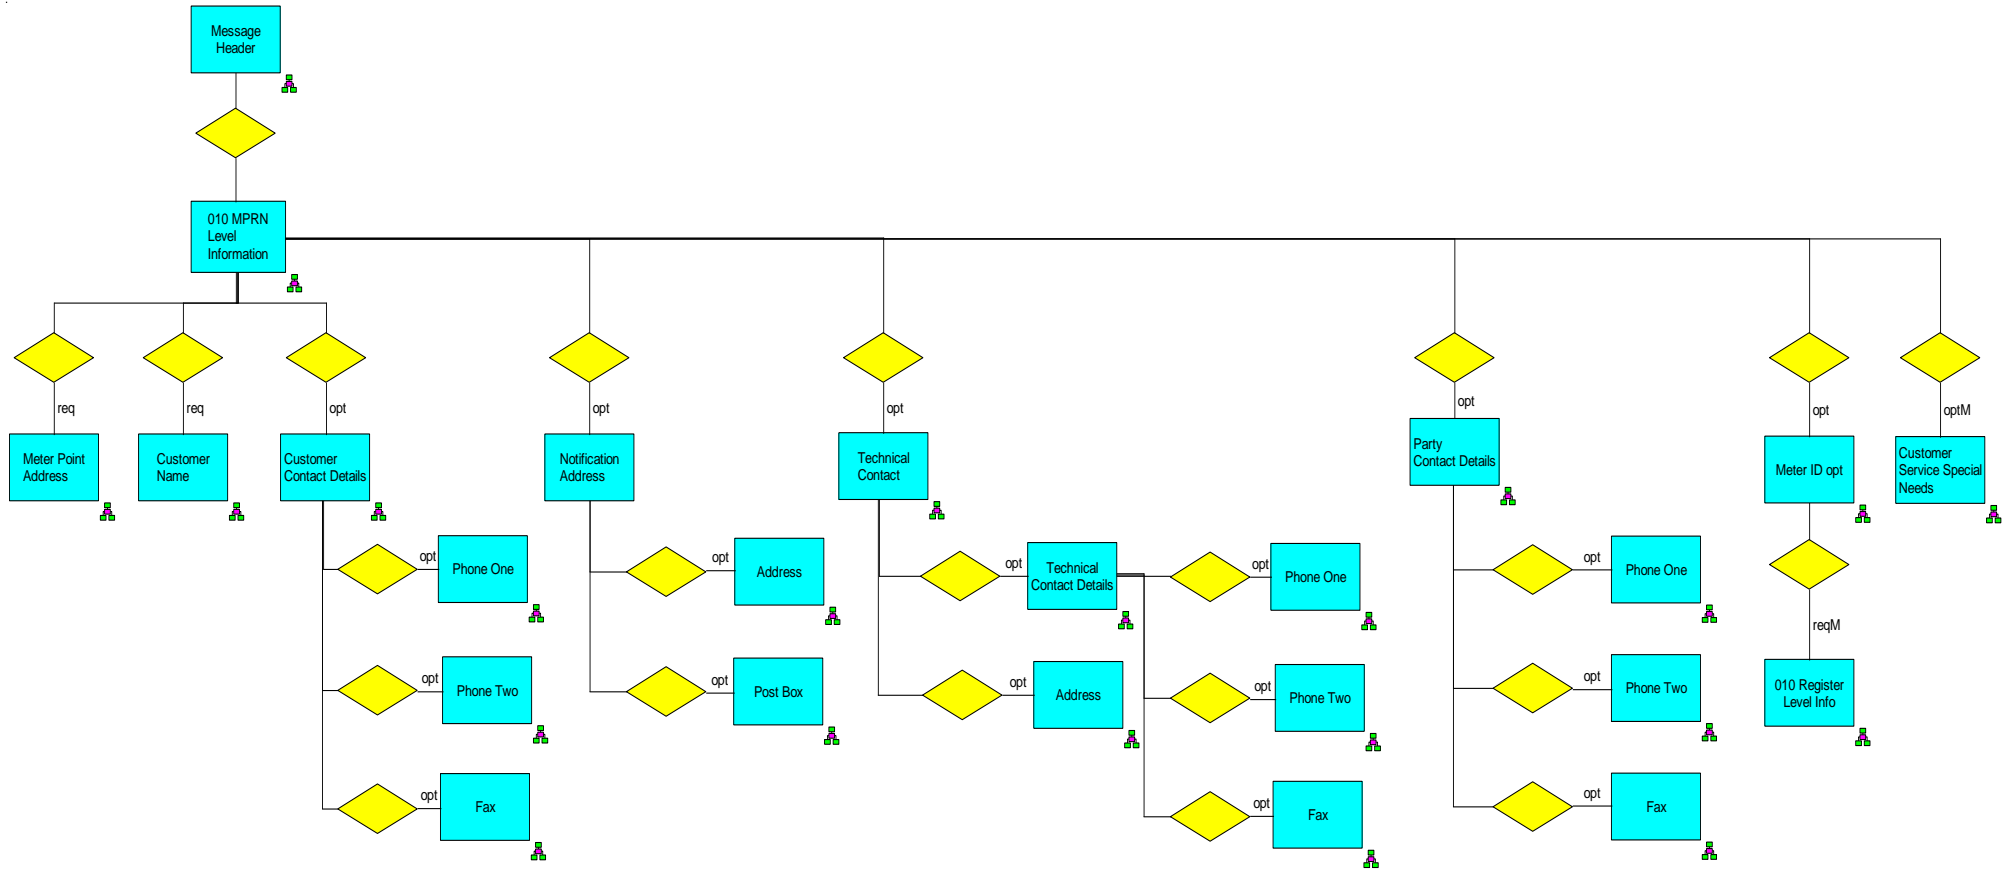 Message
Header
010 MPRN
Level
Information
req
req
opt
opt
opt
opt
opt
optM
Meter Point
Address
Customer
Name
Customer
Contact Details
Notification
Address
Technical
Contact
Party
Contact Details
Meter ID opt
Customer
Service Special
Needs
opt
Phone One
opt
Address
opt
Technical
Contact Details
opt
Phone One
opt
Phone One
reqM
opt
Phone Two
opt
Post Box
opt
Address
opt
Phone Two
opt
Phone Two
010 Register
Level Info
opt
Fax
opt
Fax
opt
Fax